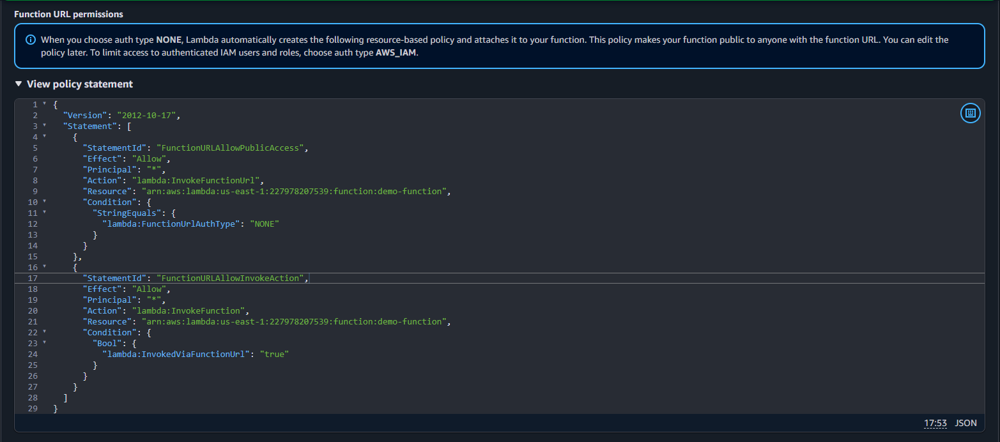 Function URL permissions
When you choose auth type NONE, Lambda automatically creates the following resource-based policy and attaches it to your function. This policy makes your function public to anyone with the function URL. You can edit the
policy later. To limit access to authenticated IAM users and roles, choose auth type AWS_IAM.
View policy statement
1 {
2   "Version": "2012-10-17",
3   "Statement": [
4     {
5       "StatementId": "FunctionURLAllowPublicAccess",
6       "Effect": "Allow",
7       "Principal": "*",
8       "Action": "lambda:InvokeFunctionUrl",
9       "Resource": "arn:aws:lambda:us-east-1:227978207539:function:demo-function",
10       "Condition": {
11         "StringEquals": {
12           "lambda:FunctionUrlAuthType": "NONE"
13         }
14       }
15     },
16     {
17       "StatementId": "FunctionURLAllowInvokeAction",
18       "Effect": "Allow",
19       "Principal": "*",
20       "Action": "lambda:InvokeFunction",
21       "Resource": "arn:aws:lambda:us-east-1:227978207539:function:demo-function",
22       "Condition": {
23         "Bool": {
24           "lambda:InvokedViaFunctionUrl": "true"
25         }
26       }
27     }
28   ]
29 }
17:53 JSON